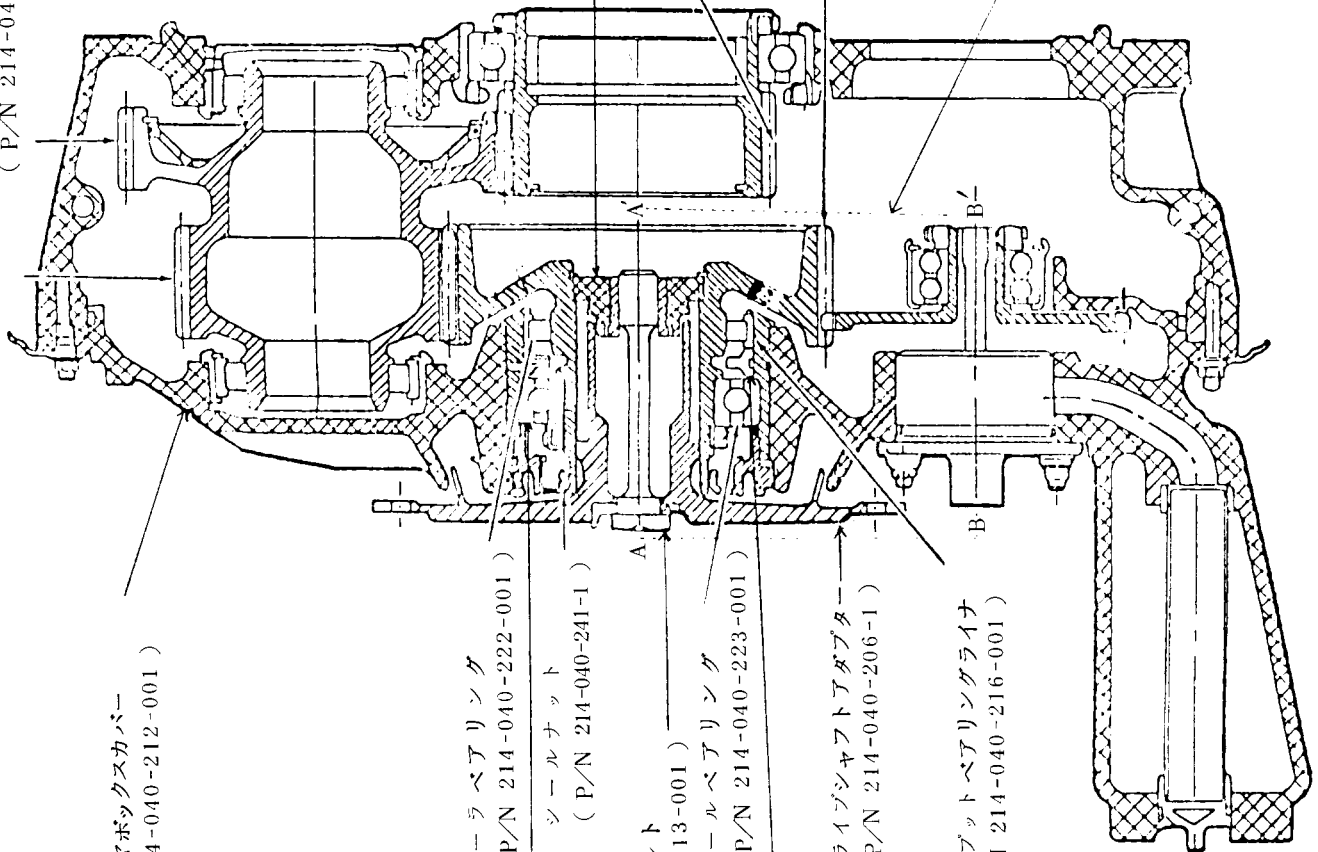 (P/N 214-04
アボックスカバー
4-040-212-001)
ーラベアリング
P/N 214-040-222-001)
シールナット
(P/N 214-040-241-1)
ト
13-001)
ールベアリング
P/N 214-040-223-001)
ライブシャフトアダプター
P/N 214-040-206-1)
プットベアリングライナ
214-040-216-001)
A'
B'
A
B